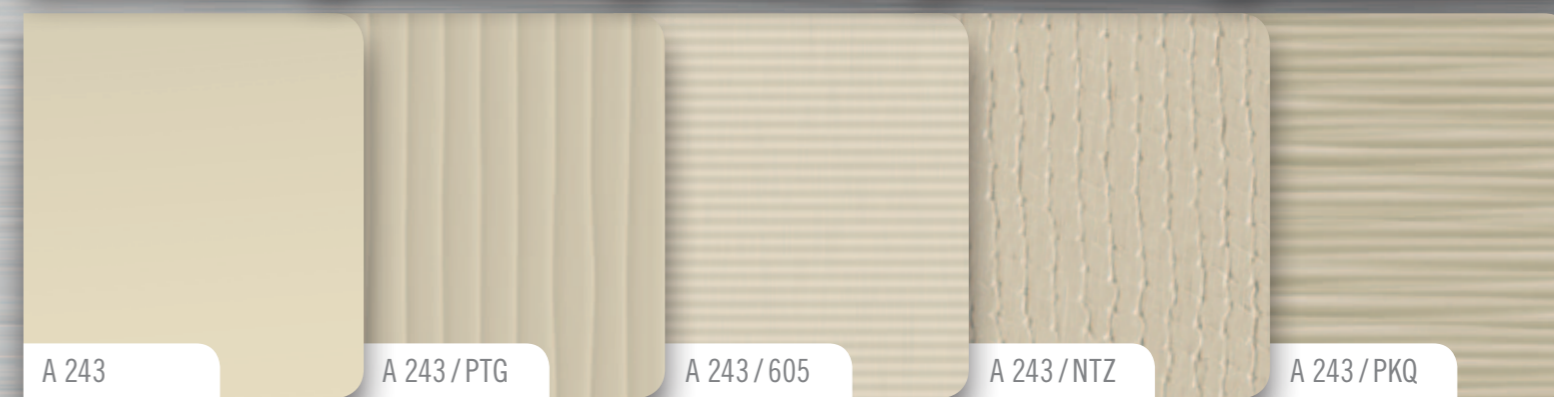 A 243
A 243 / PTG
A 243 / 605
A 243 / NTZ
A 243 / PKQ